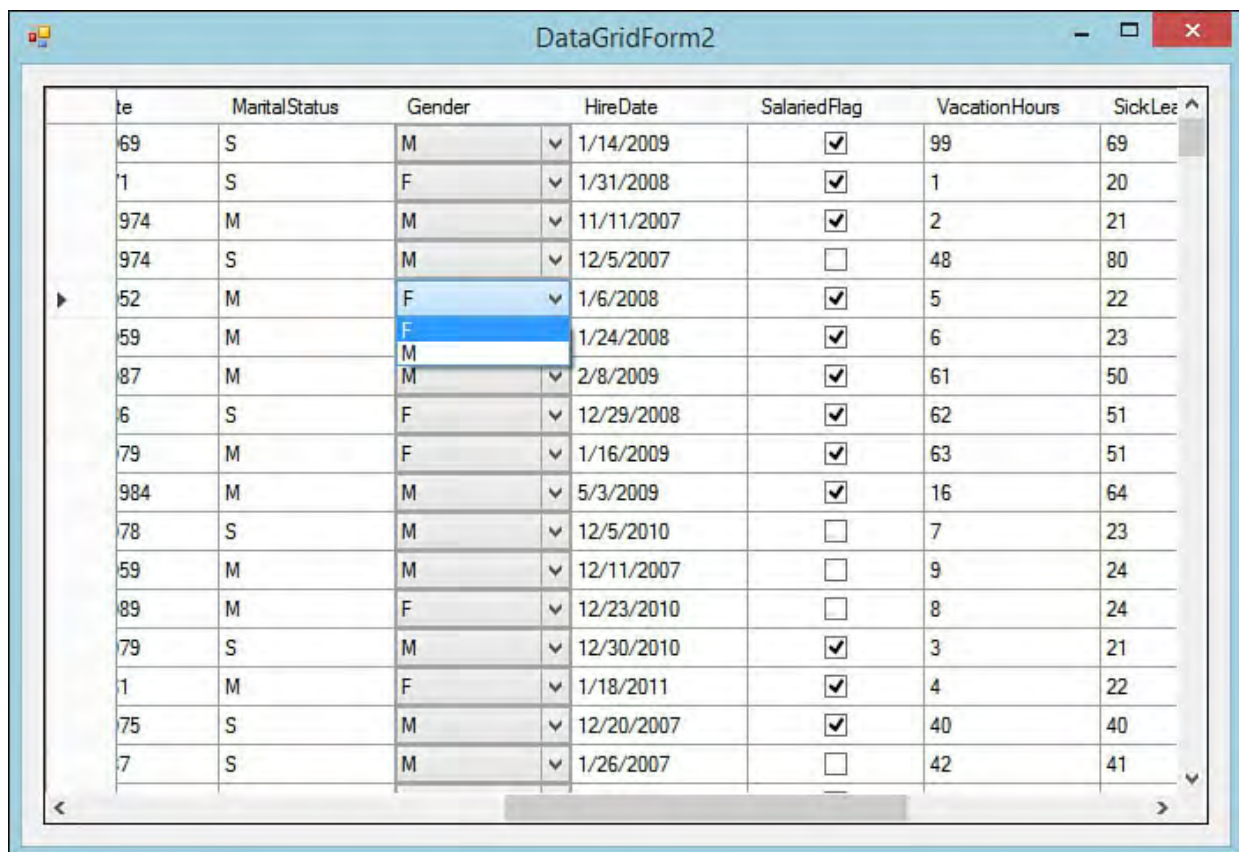 DataGridForm2
te MaritalStatus Gender HireDate SalariedFlag VacationHours SickLea
69 S M 1/14/2009 99 69
71 S F 1/31/2008 1 20
974 M M 11/11/2007 2 21
974 S M 12/5/2007 48 80
052 M F 1/6/2008 5 22
59 M F 1/24/2008 6 23
M
087 M M 2/8/2009 61 50
6 S F 12/29/2008 62 51
79 M F 1/16/2009 63 51
984 M M 5/3/2009 16 64
78 S M 12/5/2010 7 23
59 M M 12/11/2007 9 24
89 M F 12/23/2010 8 24
79 S M 12/30/2010 3 21
1 M F 1/18/2011 4 22
75 S M 12/20/2007 40 40
7 S M 1/26/2007 42 41